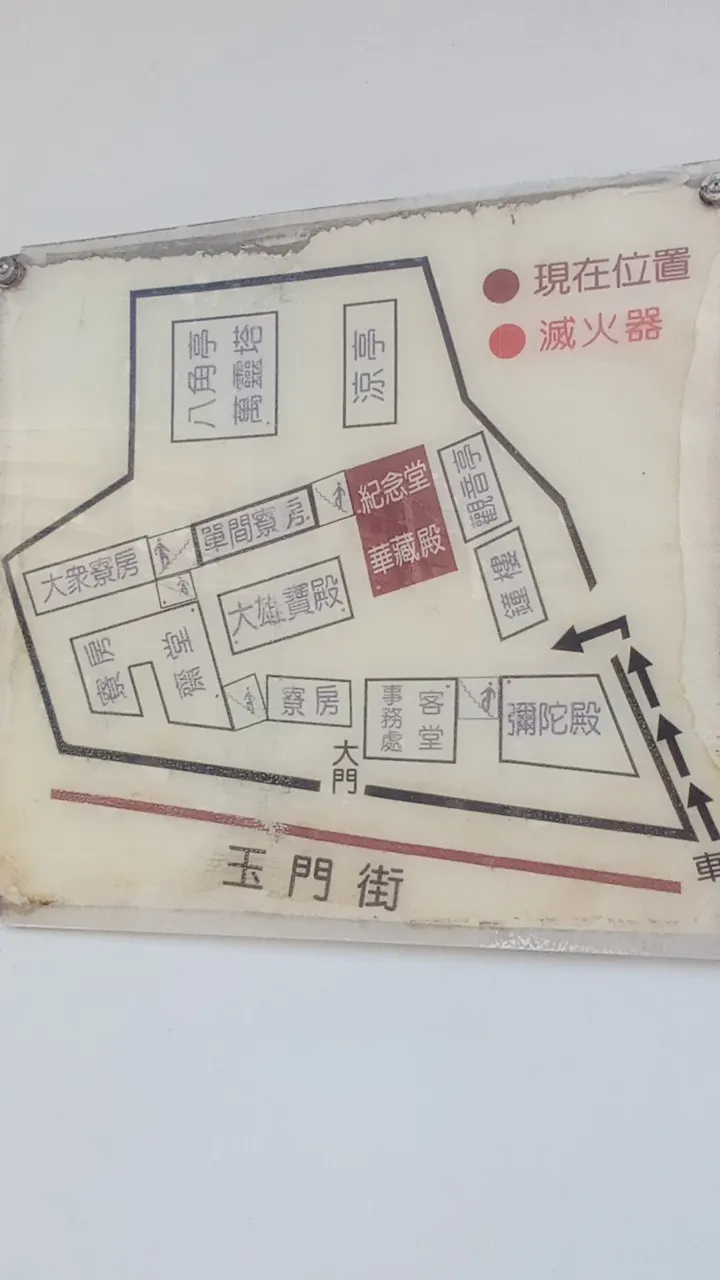 現在位置
滅火器
八角亭
萬靈塔
涼亭
紀念堂
華藏殿
觀音亭
鐘樓
單間寮房
大眾寮房
大雄寶殿
寮房
齋堂
寮房
事務處
客堂
彌陀殿
大門
玉門街
車